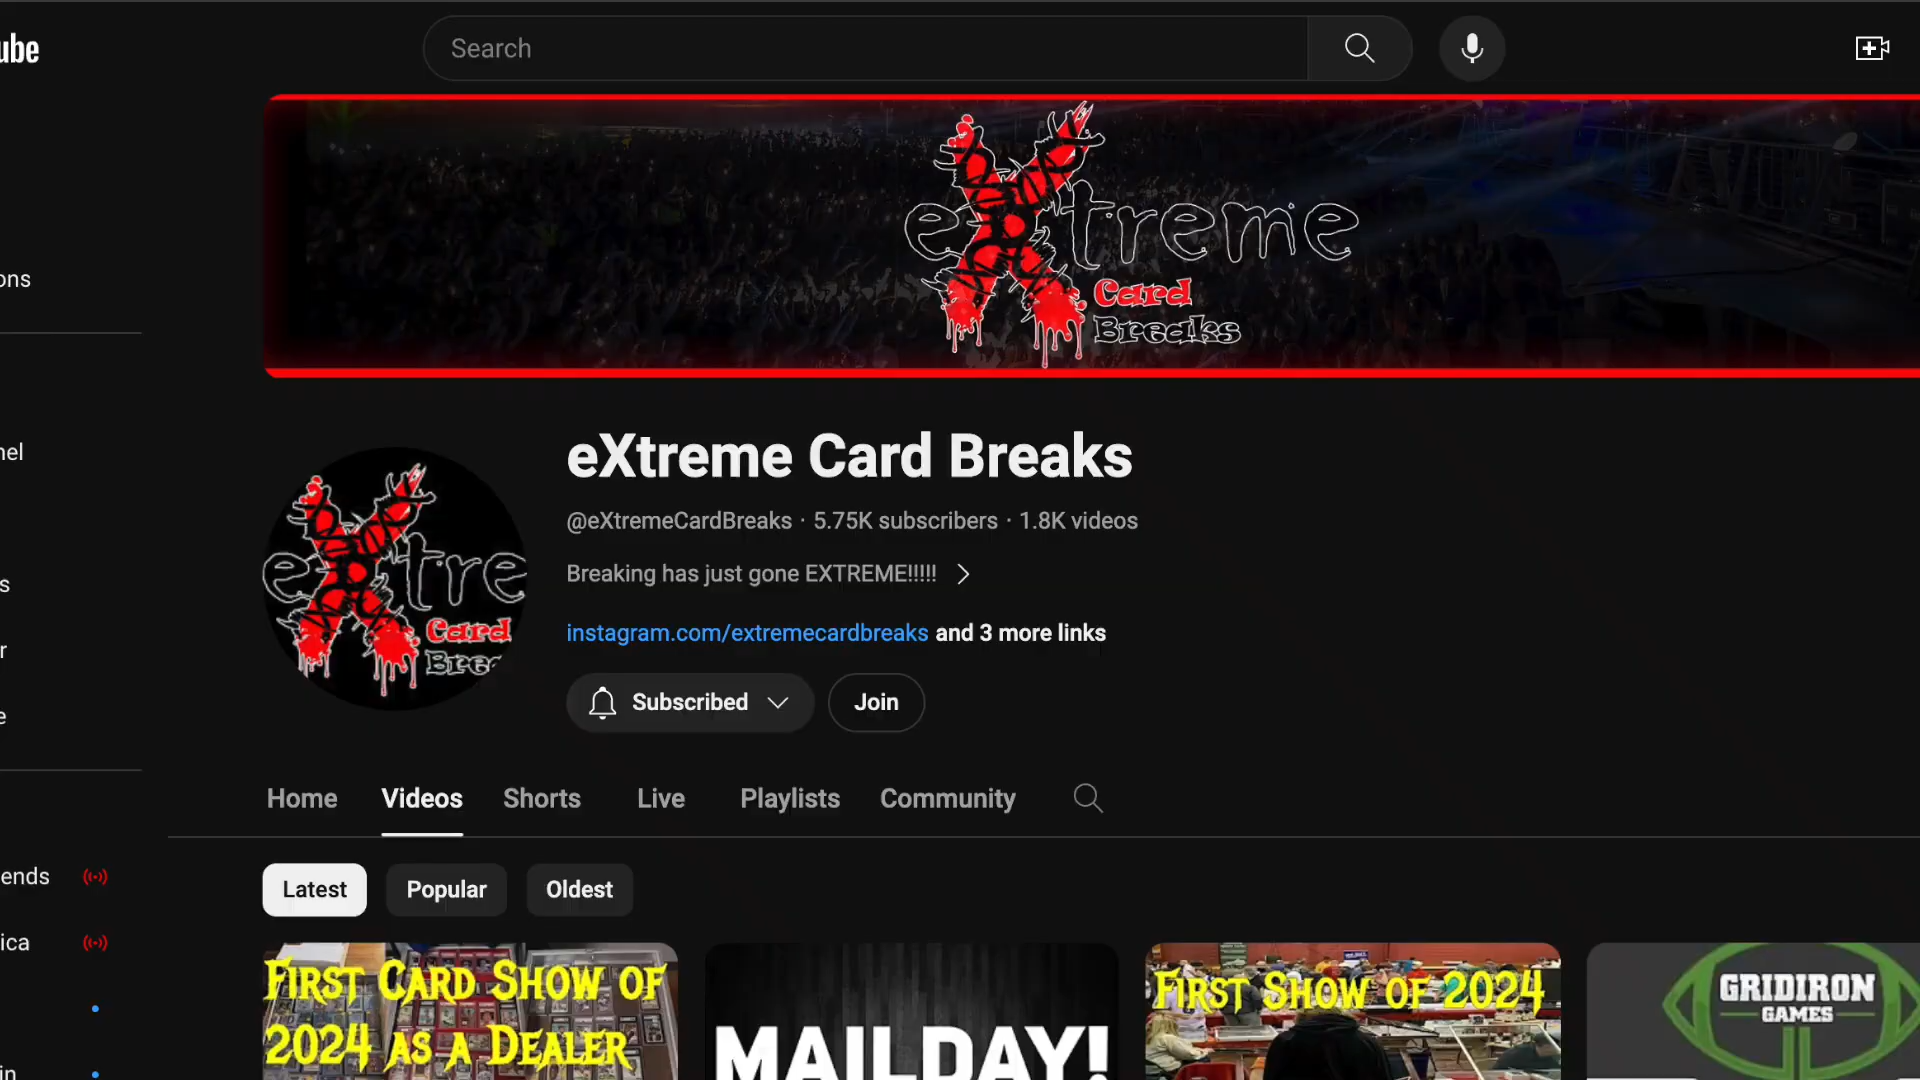 ube
Search
eXtreme
Card
Breaks
ons
eXtreme Card Breaks
@eXtremeCardBreaks · 5.75K subscribers · 1.8K videos
nel
Breaking has just gone EXTREME!!!!!
eXtre
Card
Brea
s
instagram.com/extremecardbreaks and 3 more links
r
Subscribed
Join
e
Home
Videos
Shorts
Live
Playlists
Community
ends
Latest
Popular
Oldest
ica
FIRST CARD SHOW OF
2024 AS A DEALER
MAILDAY!
FIRST SHOW OF 2024
GRIDIRON
GAMES
in